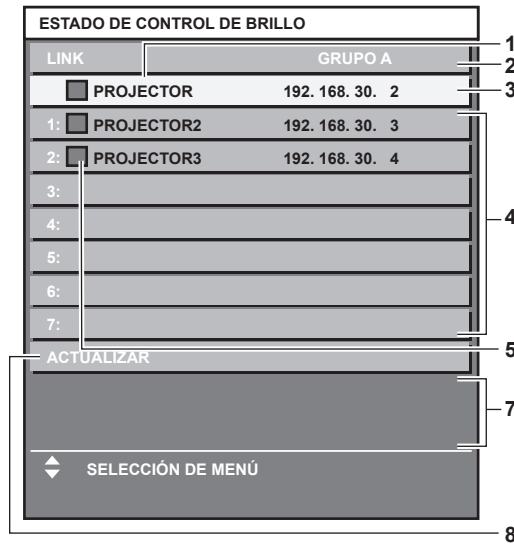 ESTADO DE CONTROL DE BRILLO
LINK GRUPO A 1
2
PROJECTOR 192. 168. 30. 2 3
1: PROJECTOR2 192. 168. 30. 3
2: PROJECTOR3 192. 168. 30. 4
3:
4: 4
5:
6:
7:
ACTUALIZAR 5
7
SELECCIÓN DE MENÚ
8